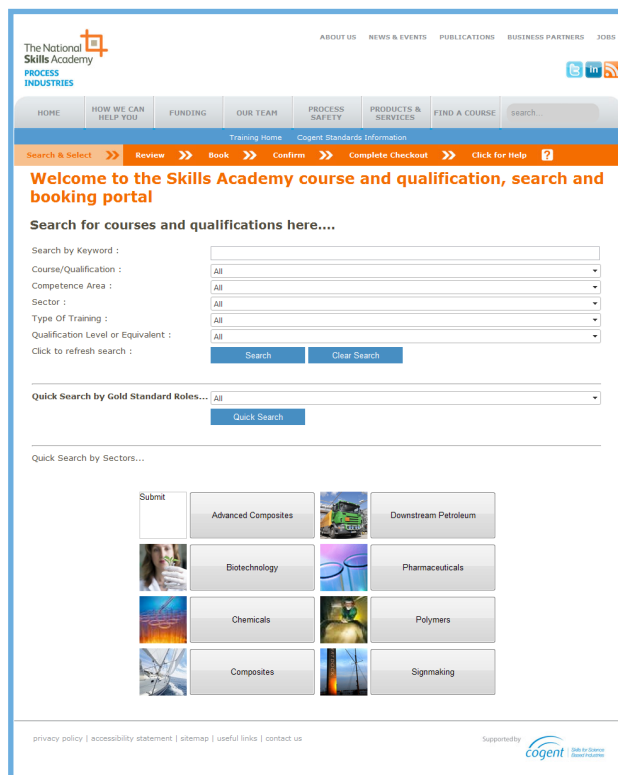 ABOUT US NEWS & EVENTS PUBLICATIONS BUSINESS PARTNERS JOBS
The National
Skills Academy
PROCESS
INDUSTRIES
in
HOME
HOW WE CAN
HELP YOU
FUNDING
OUR TEAM
PROCESS
SAFETY
PRODUCTS &
SERVICES
FIND A COURSE
search...
Training Home Cogent Standards Information
Search & Select Review Book Confirm Complete Checkout Click for Help ?
Welcome to the Skills Academy course and qualification, search and
booking portal
Search for courses and qualifications here....
Search by Keyword :
Course/Qualification : All
Competence Area : All
Sector : All
Type Of Training : All
Qualification Level or Equivalent : All
Click to refresh search : Search Clear Search
Quick Search by Gold Standard Roles... All
Quick Search
Quick Search by Sectors...
Submit
Advanced Composites Downstream Petroleum
Biotechnology Pharmaceuticals
Chemicals Polymers
Composites Signmaking
privacy policy | accessibility statement | sitemap | useful links | contact us
Supported by
cogent Skills for Science
Based Industries